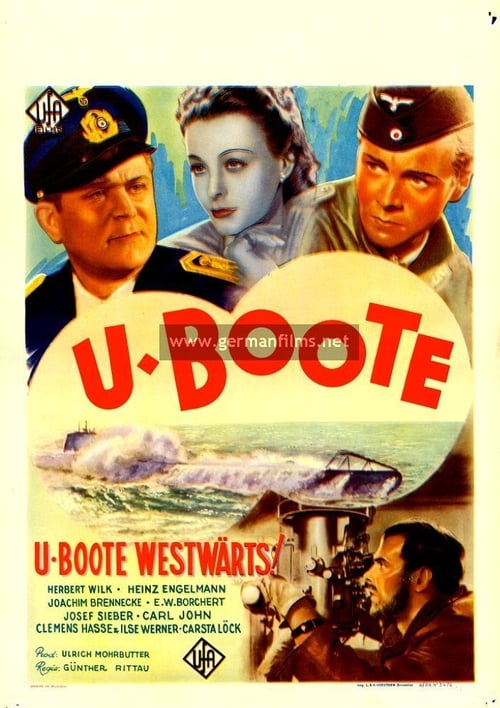 UFA
FILMS
U·BOOTE
www.germanfilms.net
U·BOOTE WESTWÄRTS!
HERBERT WILK · HEINZ ENGELMANN
JOACHIM BRENNECKE · E.W. BORCHERT
JOSEF SIEBER · CARL JOHN
CLEMENS HASSE & ILSE WERNER · CARSTA LÖCK
Prod: ULRICH MOHRBUTTER
Regie: GÜNTHER RITTAU
UFA